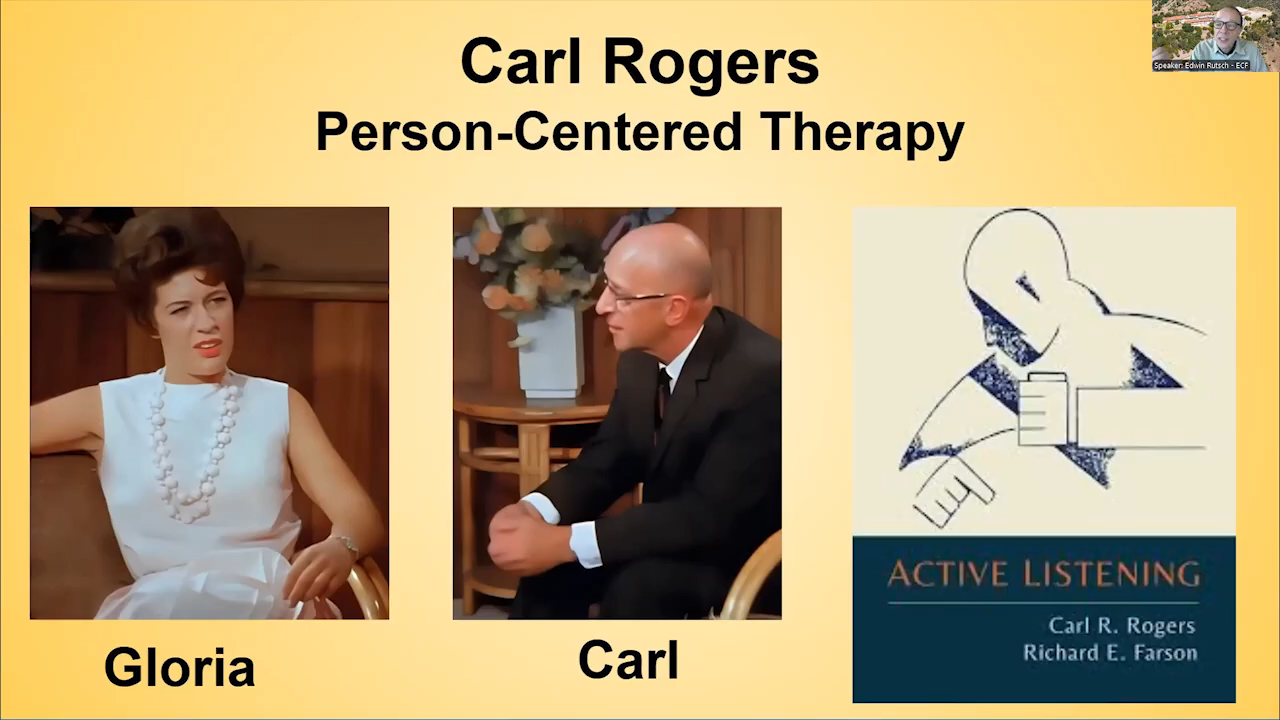 Carl Rogers
Person-Centered Therapy
Speaker: Edwin Rutsch - ECF
Gloria
Carl
ACTIVE LISTENING
Carl R. Rogers
Richard E. Farson